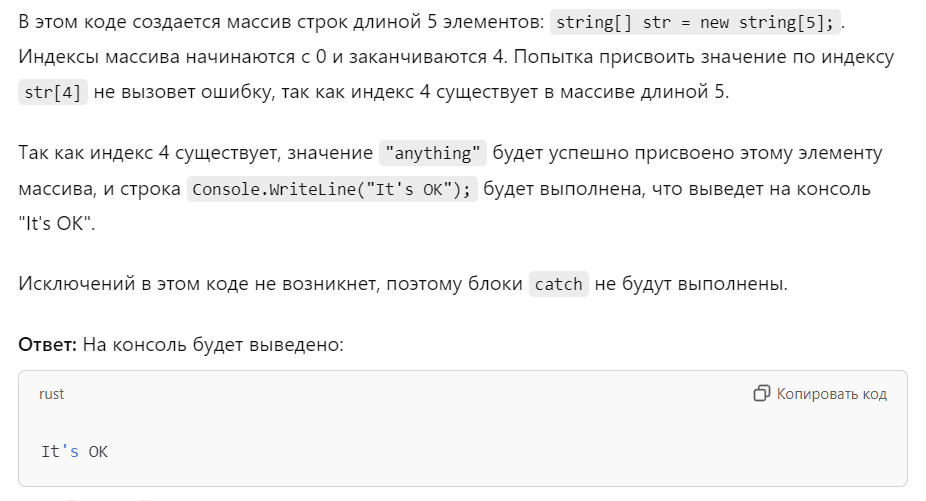 В этом коде создается массив строк длиной 5 элементов: string[] str = new string[5];.
Индексы массива начинаются с 0 и заканчиваются 4. Попытка присвоить значение по индексу
str[4] не вызовет ошибку, так как индекс 4 существует в массиве длиной 5.
Так как индекс 4 существует, значение "anything" будет успешно присвоено этому элементу
массива, и строка Console.WriteLine("It's OK"); будет выполнена, что выведет на консоль
"It's OK".
Исключений в этом коде не возникнет, поэтому блоки catch не будут выполнены.
Ответ: На консоль будет выведено:
rust Копировать код
It's OK